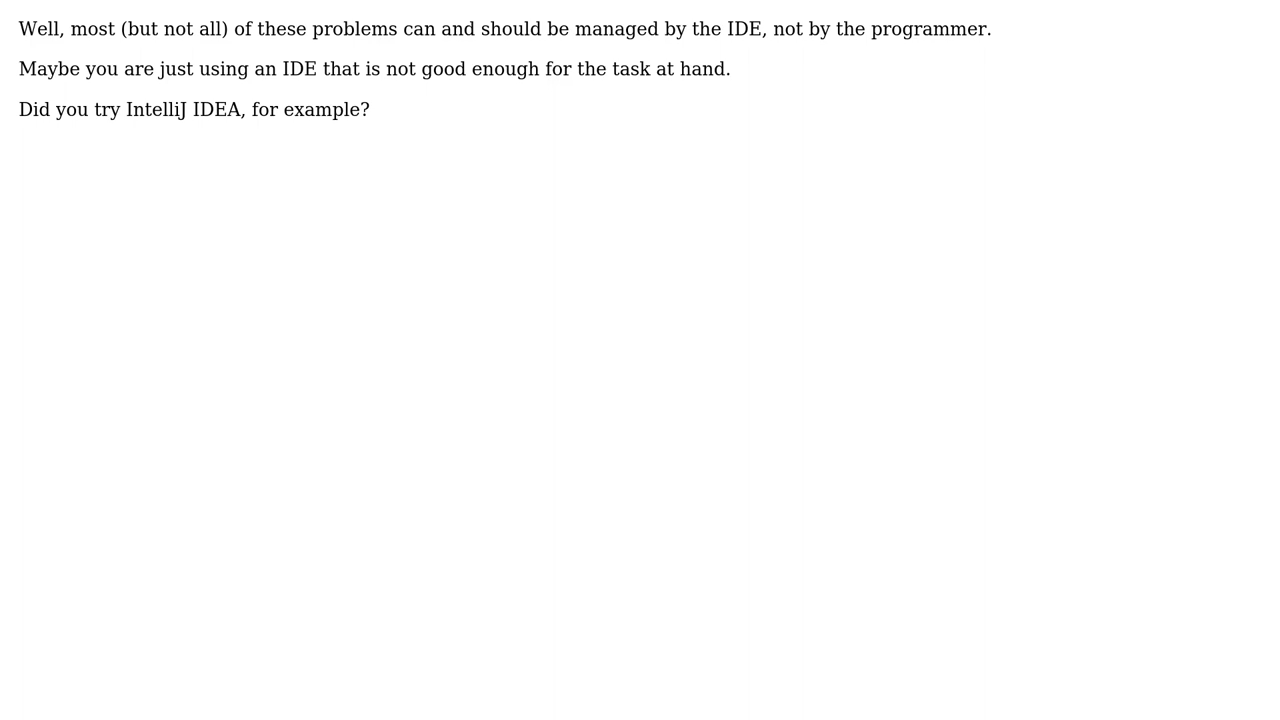 Well, most (but not all) of these problems can and should be managed by the IDE, not by the programmer.
Maybe you are just using an IDE that is not good enough for the task at hand.
Did you try IntelliJ IDEA, for example?